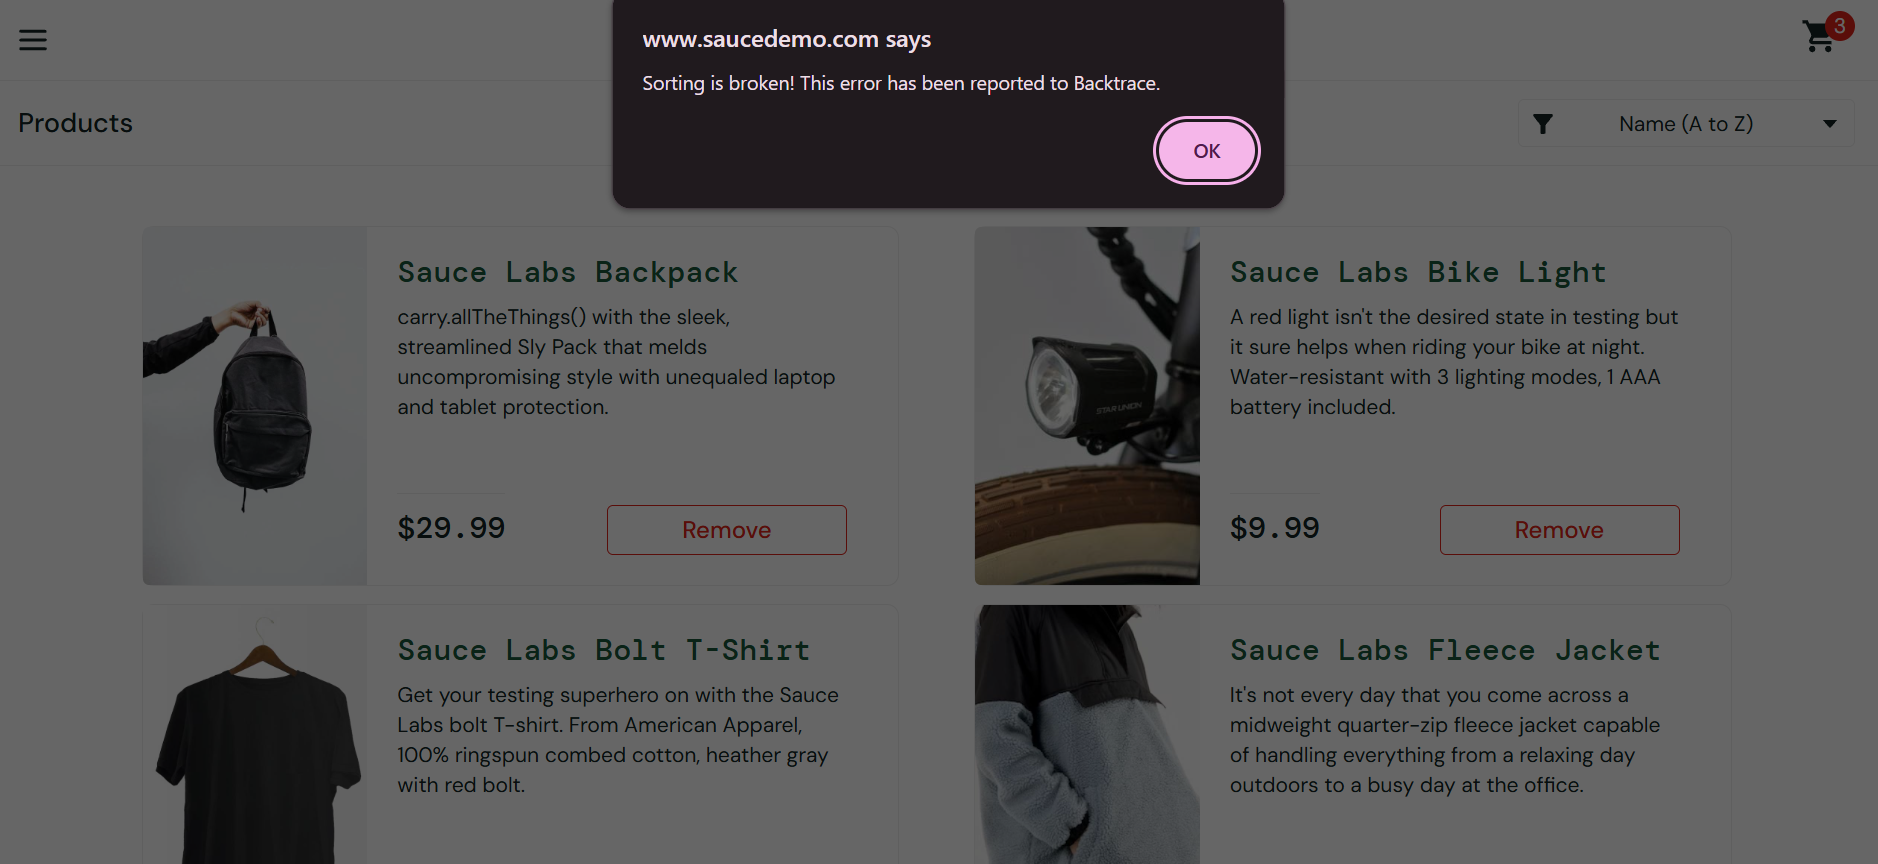 www.saucedemo.com says
Sorting is broken! This error has been reported to Backtrace.
OK
3
Products
Name (A to Z)
Sauce Labs Backpack
carry.allTheThings() with the sleek,
streamlined Sly Pack that melds
uncompromising style with unequaled laptop
and tablet protection.
$29.99
Remove
Sauce Labs Bike Light
A red light isn't the desired state in testing but
it sure helps when riding your bike at night.
Water-resistant with 3 lighting modes, 1 AAA
battery included.
STAR UNION
$9.99
Remove
Sauce Labs Bolt T-Shirt
Get your testing superhero on with the Sauce
Labs bolt T-shirt. From American Apparel,
100% ringspun combed cotton, heather gray
with red bolt.
Sauce Labs Fleece Jacket
It's not every day that you come across a
midweight quarter-zip fleece jacket capable
of handling everything from a relaxing day
outdoors to a busy day at the office.